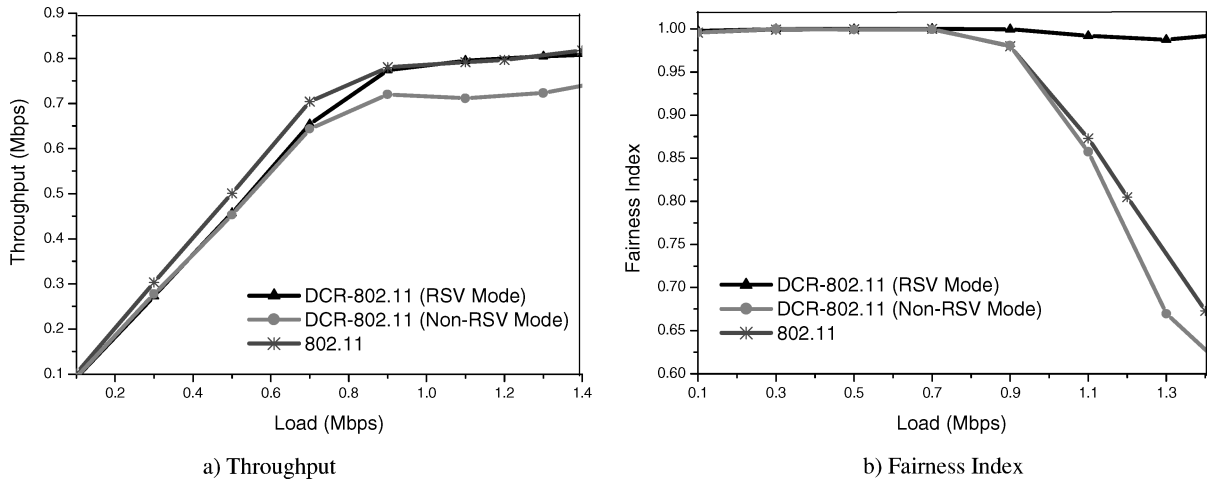 0.9
0.8
0.7
0.6
0.5
0.4
0.3
0.2
0.1
Throughput (Mbps)
DCR-802.11 (RSV Mode)
DCR-802.11 (Non-RSV Mode)
802.11
0.2 0.4 0.6 0.8 1.0 1.2 1.4
Load (Mbps)
a) Throughput
1.00
0.95
0.90
0.85
0.80
0.75
0.70
0.65
0.60
Fairness Index
DCR-802.11 (RSV Mode)
DCR-802.11 (Non-RSV Mode)
802.11
0.1 0.3 0.5 0.7 0.9 1.1 1.3
Load (Mbps)
b) Fairness Index